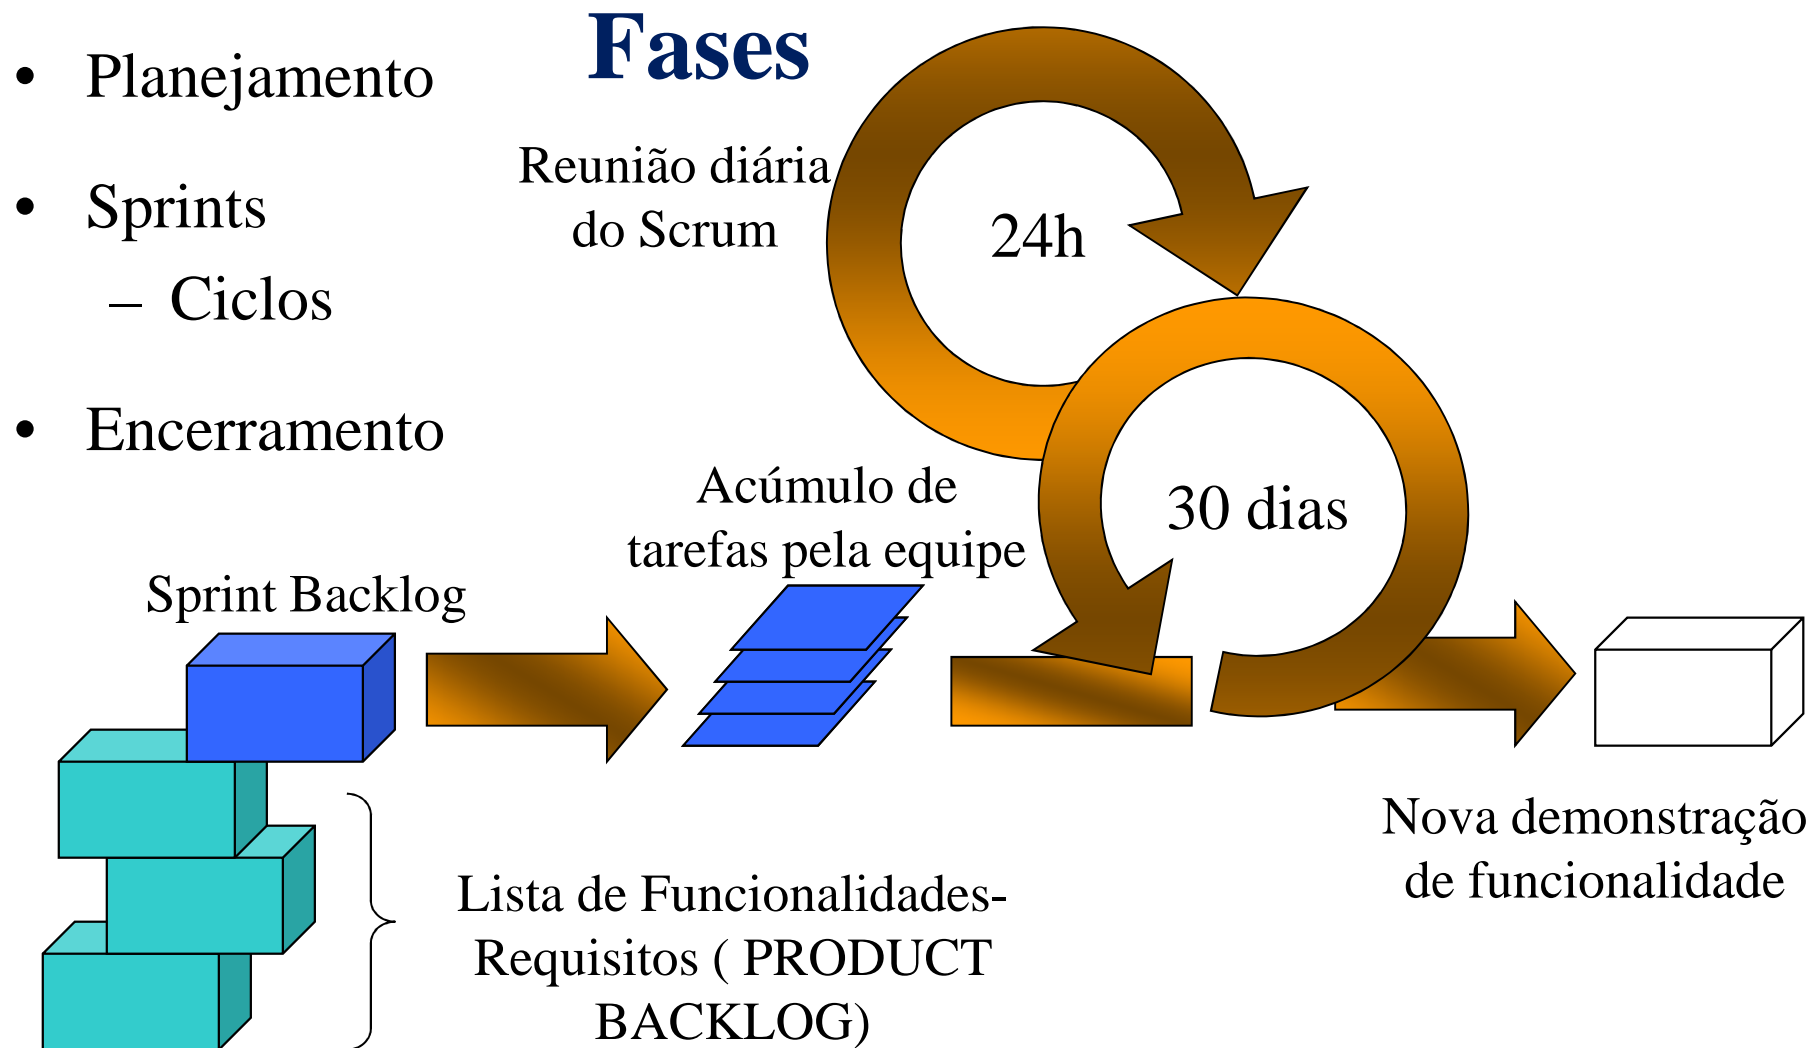 Fases
• Planejamento
• Sprints
– Ciclos
• Encerramento
Reunião diária
do Scrum
24h
30 dias
Acúmulo de
tarefas pela equipe
Sprint Backlog
Nova demonstração
de funcionalidade
Lista de Funcionalidades-
Requisitos ( PRODUCT
BACKLOG)